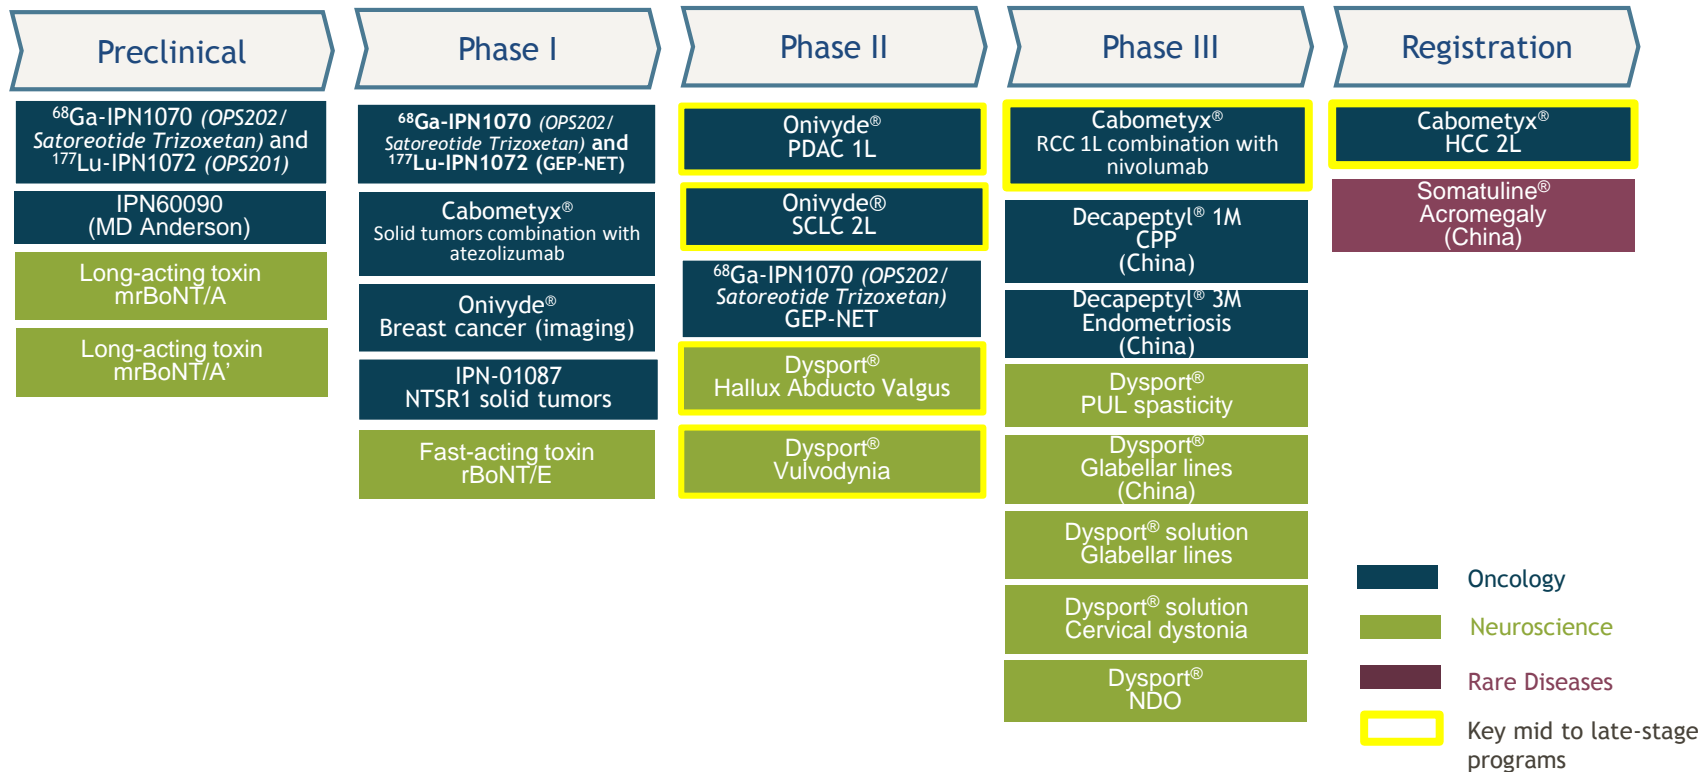 Preclinical
⁶⁸Ga-IPN1070 (OPS202/
Satoreotide Trizoxetan) and
¹⁷⁷Lu-IPN1072 (OPS201)
IPN60090
(MD Anderson)
Long-acting toxin
mrBoNT/A
Long-acting toxin
mrBoNT/A’
Phase I
⁶⁸Ga-IPN1070 (OPS202/
Satoreotide Trizoxetan) and
¹⁷⁷Lu-IPN1072 (GEP-NET)
Cabometyx®
Solid tumors combination with
atezolizumab
Onivyde®
Breast cancer (imaging)
IPN-01087
NTSR1 solid tumors
Fast-acting toxin
rBoNT/E
Phase II
Onivyde®
PDAC 1L
Onivyde®
SCLC 2L
⁶⁸Ga-IPN1070 (OPS202/
Satoreotide Trizoxetan)
GEP-NET
Dysport®
Hallux Abducto Valgus
Dysport®
Vulvodynia
Phase III
Cabometyx®
RCC 1L combination with
nivolumab
Decapeptyl® 1M
CPP
(China)
Decapeptyl® 3M
Endometriosis
(China)
Dysport®
PUL spasticity
Dysport®
Glabellar lines
(China)
Dysport® solution
Glabellar lines
Dysport® solution
Cervical dystonia
Dysport®
NDO
Registration
Cabometyx®
HCC 2L
Somatuline®
Acromegaly
(China)
Oncology
Neuroscience
Rare Diseases
Key mid to late-stage
programs